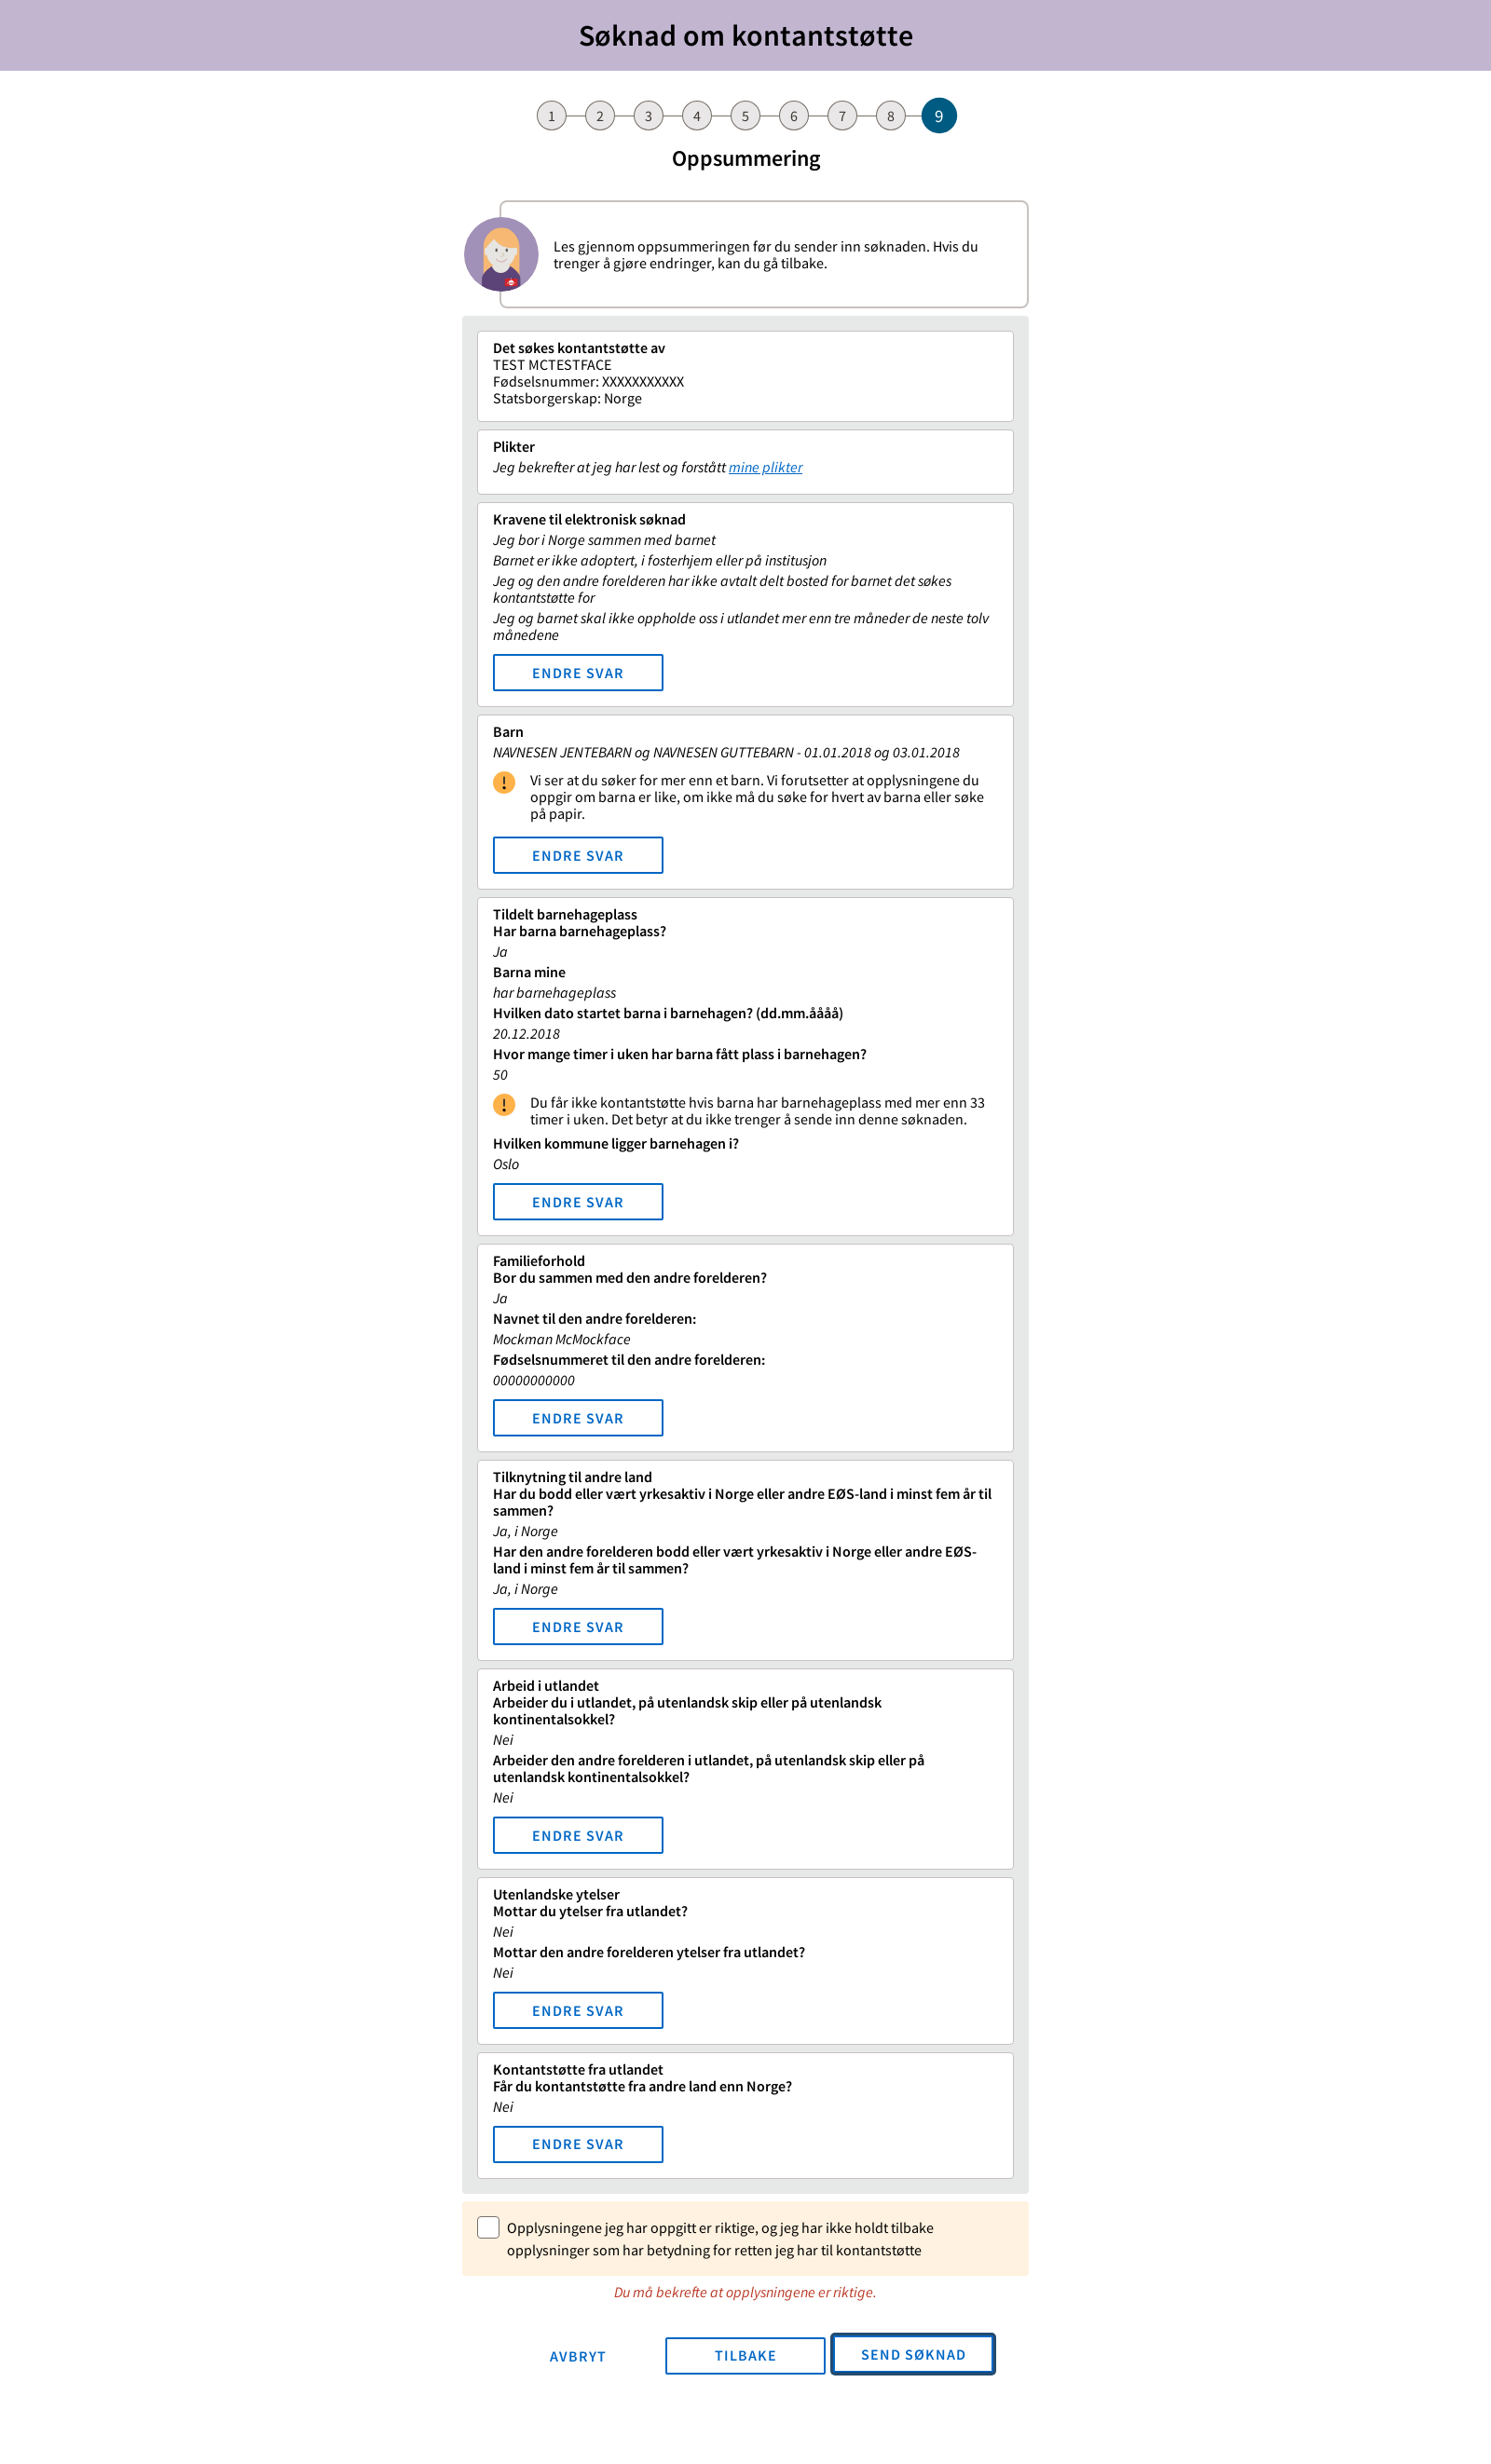 Søknad om kontantstøtte
1 2 3 4 5 6 7 8 9
Oppsummering
Les gjennom oppsummeringen før du sender inn søknaden. Hvis du
trenger å gjøre endringer, kan du gå tilbake.
Det søkes kontantstøtte av
TEST MCTESTFACE
Fødselsnummer: XXXXXXXXXXX
Statsborgerskap: Norge
Plikter
Jeg bekrefter at jeg har lest og forstått mine plikter
Kravene til elektronisk søknad
Jeg bor i Norge sammen med barnet
Barnet er ikke adoptert, i fosterhjem eller på institusjon
Jeg og den andre forelderen har ikke avtalt delt bosted for barnet det søkes
kontantstøtte for
Jeg og barnet skal ikke oppholde oss i utlandet mer enn tre måneder de neste tolv
månedene
ENDRE SVAR
Barn
NAVNESEN JENTEBARN og NAVNESEN GUTTEBARN - 01.01.2018 og 03.01.2018
Vi ser at du søker for mer enn et barn. Vi forutsetter at opplysningene du
oppgir om barna er like, om ikke må du søke for hvert av barna eller søke
på papir.
ENDRE SVAR
Tildelt barnehageplass
Har barna barnehageplass?
Ja
Barna mine
har barnehageplass
Hvilken dato startet barna i barnehagen? (dd.mm.åååå)
20.12.2018
Hvor mange timer i uken har barna fått plass i barnehagen?
50
Du får ikke kontantstøtte hvis barna har barnehageplass med mer enn 33
timer i uken. Det betyr at du ikke trenger å sende inn denne søknaden.
Hvilken kommune ligger barnehagen i?
Oslo
ENDRE SVAR
Familieforhold
Bor du sammen med den andre forelderen?
Ja
Navnet til den andre forelderen:
Mockman McMockface
Fødselsnummeret til den andre forelderen:
00000000000
ENDRE SVAR
Tilknytning til andre land
Har du bodd eller vært yrkesaktiv i Norge eller andre EØS-land i minst fem år til
sammen?
Ja, i Norge
Har den andre forelderen bodd eller vært yrkesaktiv i Norge eller andre EØS-
land i minst fem år til sammen?
Ja, i Norge
ENDRE SVAR
Arbeid i utlandet
Arbeider du i utlandet, på utenlandsk skip eller på utenlandsk
kontinentalsokkel?
Nei
Arbeider den andre forelderen i utlandet, på utenlandsk skip eller på
utenlandsk kontinentalsokkel?
Nei
ENDRE SVAR
Utenlandske ytelser
Mottar du ytelser fra utlandet?
Nei
Mottar den andre forelderen ytelser fra utlandet?
Nei
ENDRE SVAR
Kontantstøtte fra utlandet
Får du kontantstøtte fra andre land enn Norge?
Nei
ENDRE SVAR
Opplysningene jeg har oppgitt er riktige, og jeg har ikke holdt tilbake
opplysninger som har betydning for retten jeg har til kontantstøtte
Du må bekrefte at opplysningene er riktige.
AVBRYT TILBAKE SEND SØKNAD